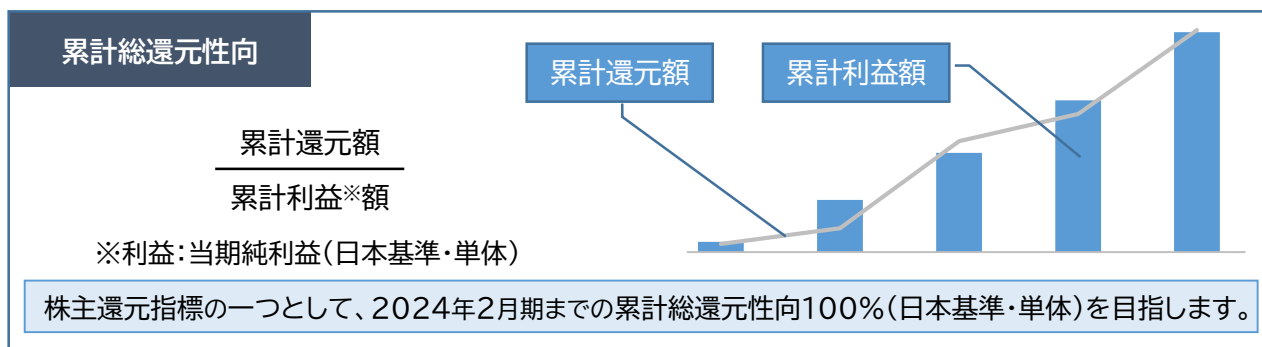 累計総還元性向
累計還元額
累計利益額
累計還元額
累計利益※額
※利益：当期純利益（日本基準・単体）
株主還元指標の一つとして、2024年2月期までの累計総還元性向100%（日本基準・単体）を目指します。